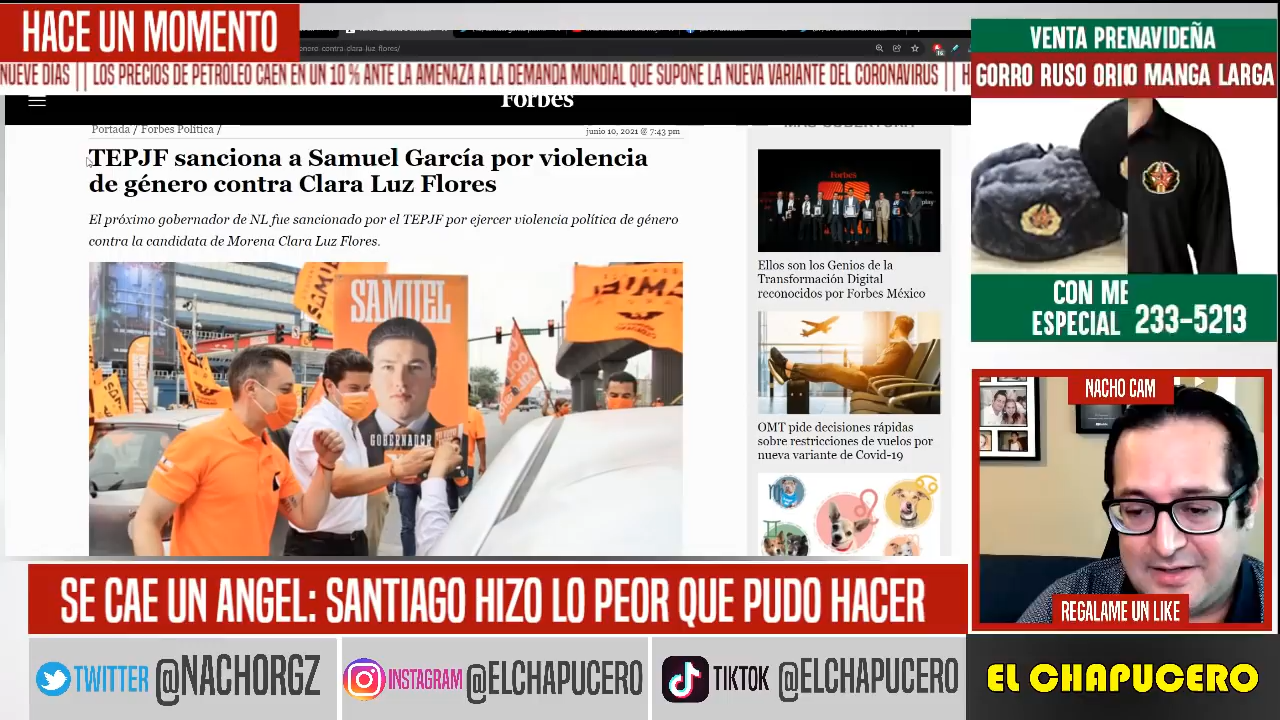 HACE UN MOMENTO
NUEVE DÍAS || LOS PRECIOS DE PETROLEO CAEN EN UN 10 % ANTE LA AMENAZA A LA DEMANDA MUNDIAL QUE SUPONE LA NUEVA VARIANTE DEL CORONAVIRUS || H
Forbes
Portada / Forbes Política /
junio 10, 2021 @ 7:43 pm
TEPJF sanciona a Samuel García por violencia
de género contra Clara Luz Flores
El próximo gobernador de NL fue sancionado por el TEPJF por ejercer violencia política de género
contra la candidata de Morena Clara Luz Flores.
SAMUEL
GOBERNADOR
MÁS COBERTURA
Forbes
Ellos son los Genios de la
Transformación Digital
reconocidos por Forbes México
OMT pide decisiones rápidas
sobre restricciones de vuelos por
nueva variante de Covid-19
VENTA PRENAVIDEÑA
GORRO RUSO ORIO MANGA LARGA
CON ME
ESPECIAL 233-5213
NACHO CAM
REGALAME UN LIKE
SE CAE UN ANGEL: SANTIAGO HIZO LO PEOR QUE PUDO HACER
TWITTER @NACHORGZ
INSTAGRAM @ELCHAPUCERO
TIKTOK @ELCHAPUCERO
EL CHAPUCERO